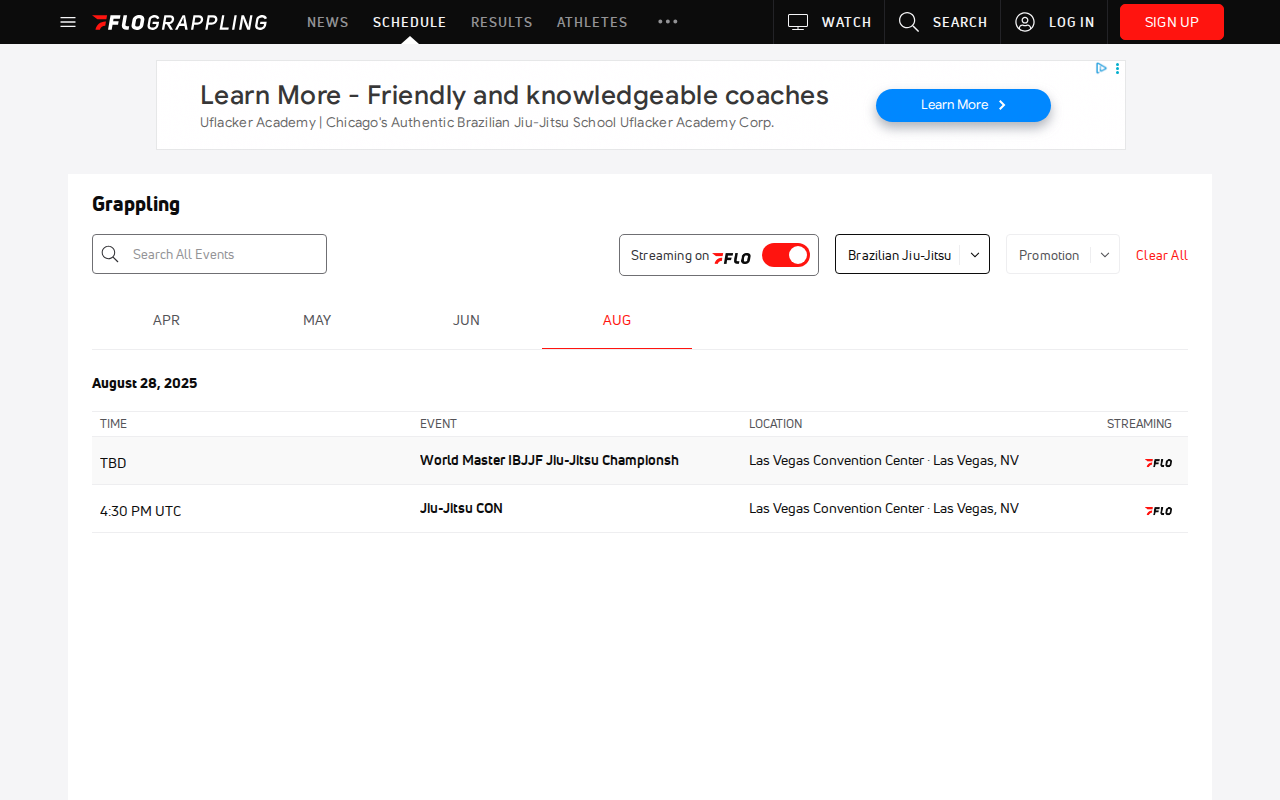 FLOGRAPPLING NEWS SCHEDULE RESULTS ATHLETES WATCH SEARCH LOG IN SIGN UP
Learn More - Friendly and knowledgeable coaches
Uflacker Academy | Chicago's Authentic Brazilian Jiu-Jitsu School Uflacker Academy Corp.
Learn More
Grappling
Search All Events
Streaming on FLO
Brazilian Jiu-Jitsu
Promotion
Clear All
APR MAY JUN AUG
August 28, 2025
TIME EVENT LOCATION STREAMING
TBD World Master IBJJF Jiu-Jitsu Championsh Las Vegas Convention Center · Las Vegas, NV FLO
4:30 PM UTC Jiu-Jitsu CON Las Vegas Convention Center · Las Vegas, NV FLO